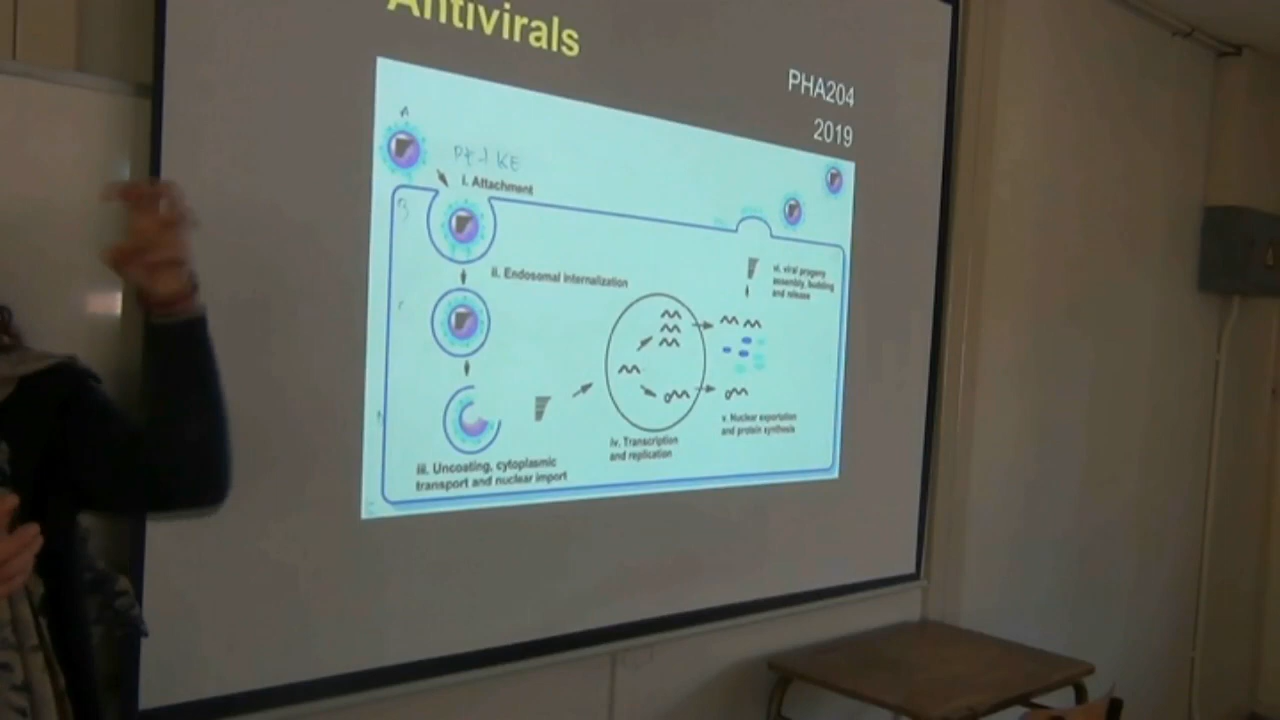 Antivirals
PHA204
2019
i. Attachment
ii. Endosomal internalization
iii. Uncoating, cytoplasmic
transport and nuclear import
iv. Transcription
and replication
v. Nuclear exportation
and protein synthesis
vi. viral progeny
assembly, budding
and release